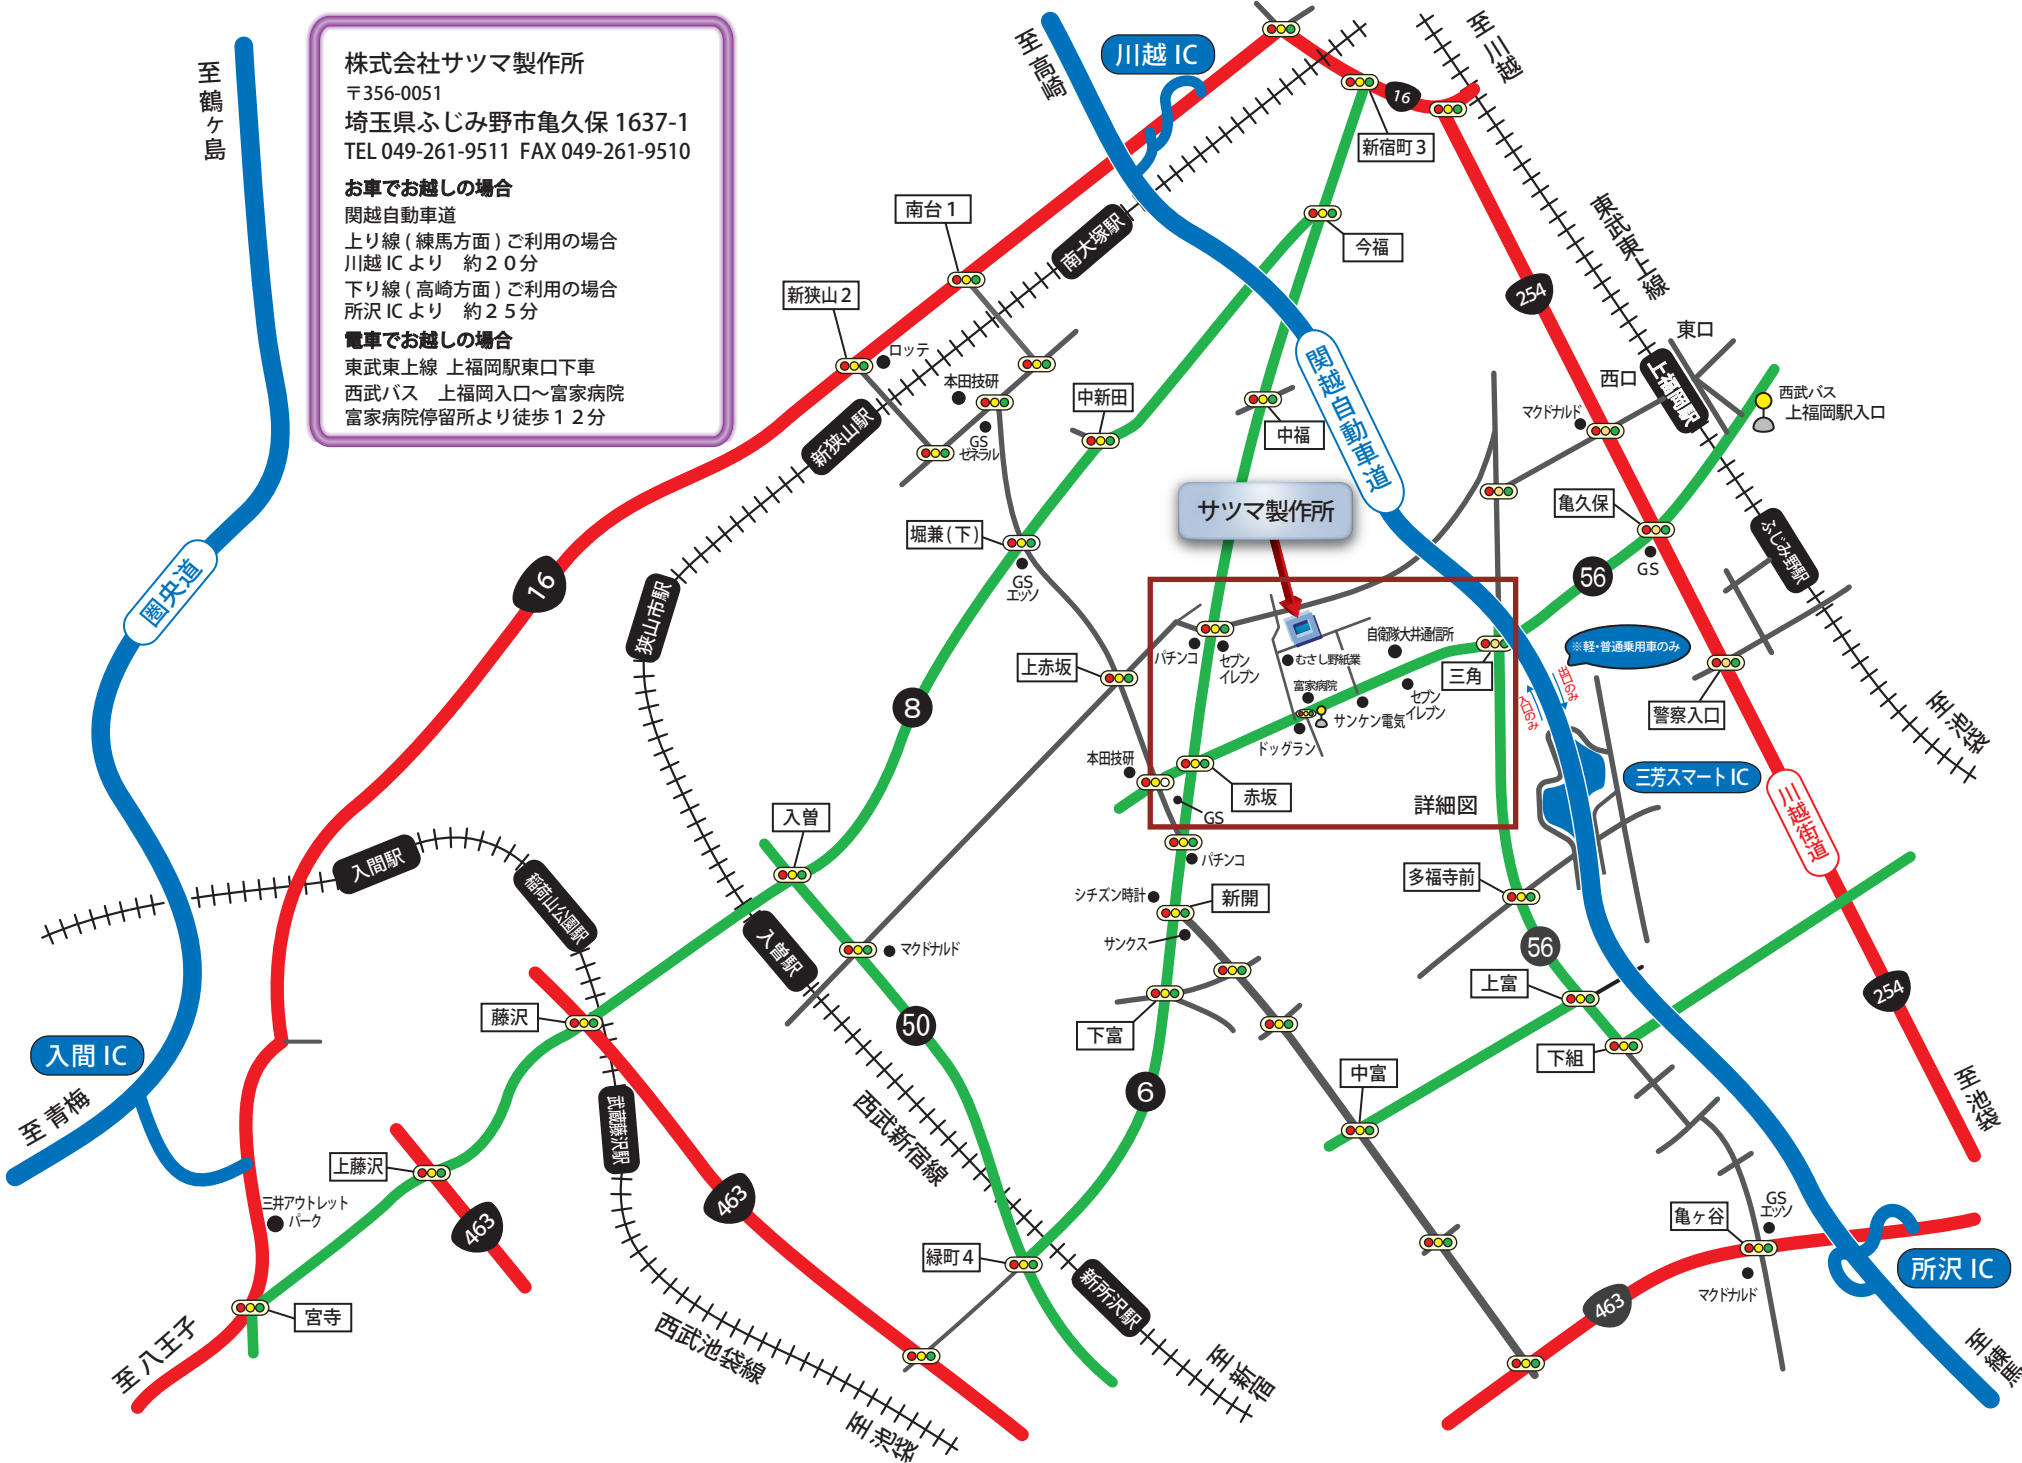 株式会社サツマ製作所
〒356-0051
埼玉県ふじみ野市亀久保 1637-1
TEL 049-261-9511 FAX 049-261-9510
お車でお越しの場合
関越自動車道
上り線 ( 練馬方面 ) ご利用の場合
川越 IC より 約２０分
下り線 ( 高崎方面 ) ご利用の場合
所沢 IC より 約２５分
電車でお越しの場合
東武東上線 上福岡駅東口下車
西武バス 上福岡入口～富家病院
富家病院停留所より徒歩１２分
至鶴ヶ島
至高崎
川越 IC
至川越
16
新宿町 3
南台 1
今福
南大塚駅
新狭山 2
ロッテ
本田技研
GS
ゼネラル
新狭山駅
中新田
中福
関越自動車道
254
東武東上線
東口
西口
上福岡駅
マクドナルド
西武バス
上福岡駅入口
サツマ製作所
亀久保
GS
ふじみ野駅
56
圏央道
16
狭山市駅
堀兼 ( 下 )
GS
エッソ
上赤坂
8
パチンコ
セブン
イレブン
むさし野紙業
自衛隊大井通信所
富家病院
サンケン電気
セブン
イレブン
ドッグラン
三角
※軽・普通乗用車のみ
出口のみ
入口のみ
警察入口
至池袋
本田技研
赤坂
GS
詳細図
三芳スマート IC
川越街道
入曽
パチンコ
入間駅
稲荷山公園駅
シチズン時計
新開
サンクス
多福寺前
56
入曽駅
マクドナルド
上富
254
藤沢
50
下富
下組
入間 IC
至青梅
中富
6
至池袋
武蔵藤沢駅
西武新宿線
上藤沢
463
463
三井アウトレット
パーク
亀ヶ谷
GS
エッソ
マクドナルド
所沢 IC
緑町 4
新所沢駅
463
宮寺
至八王子
西武池袋線
至新宿
至池袋
至練馬